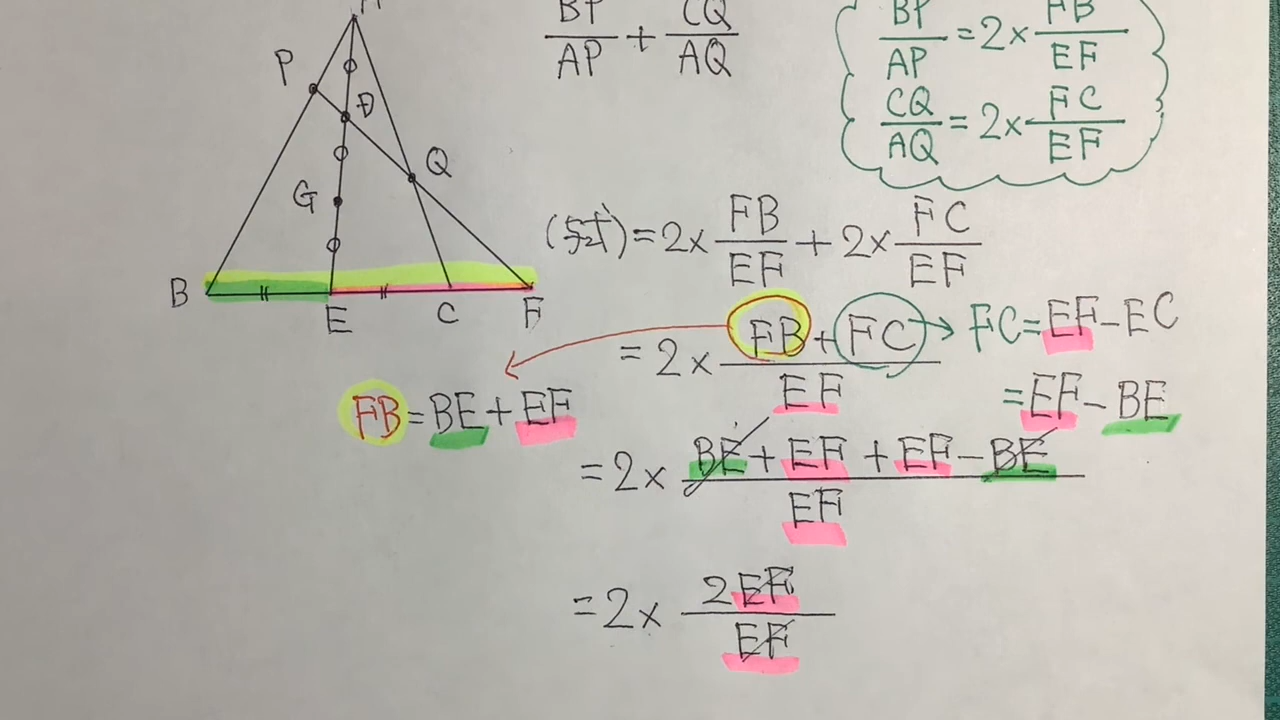 A
P
D
Q
G
B E C F
BP/AP + CQ/AQ
BP/AP = 2× FB/EF
CQ/AQ = 2× FC/EF
(与式) = 2× FB/EF + 2× FC/EF
= 2× (FB + FC)/EF → FC = EF - EC
= EF - BE
FB = BE + EF
= 2× (BE + EF + EF - BE)/EF
= 2× 2EF/EF